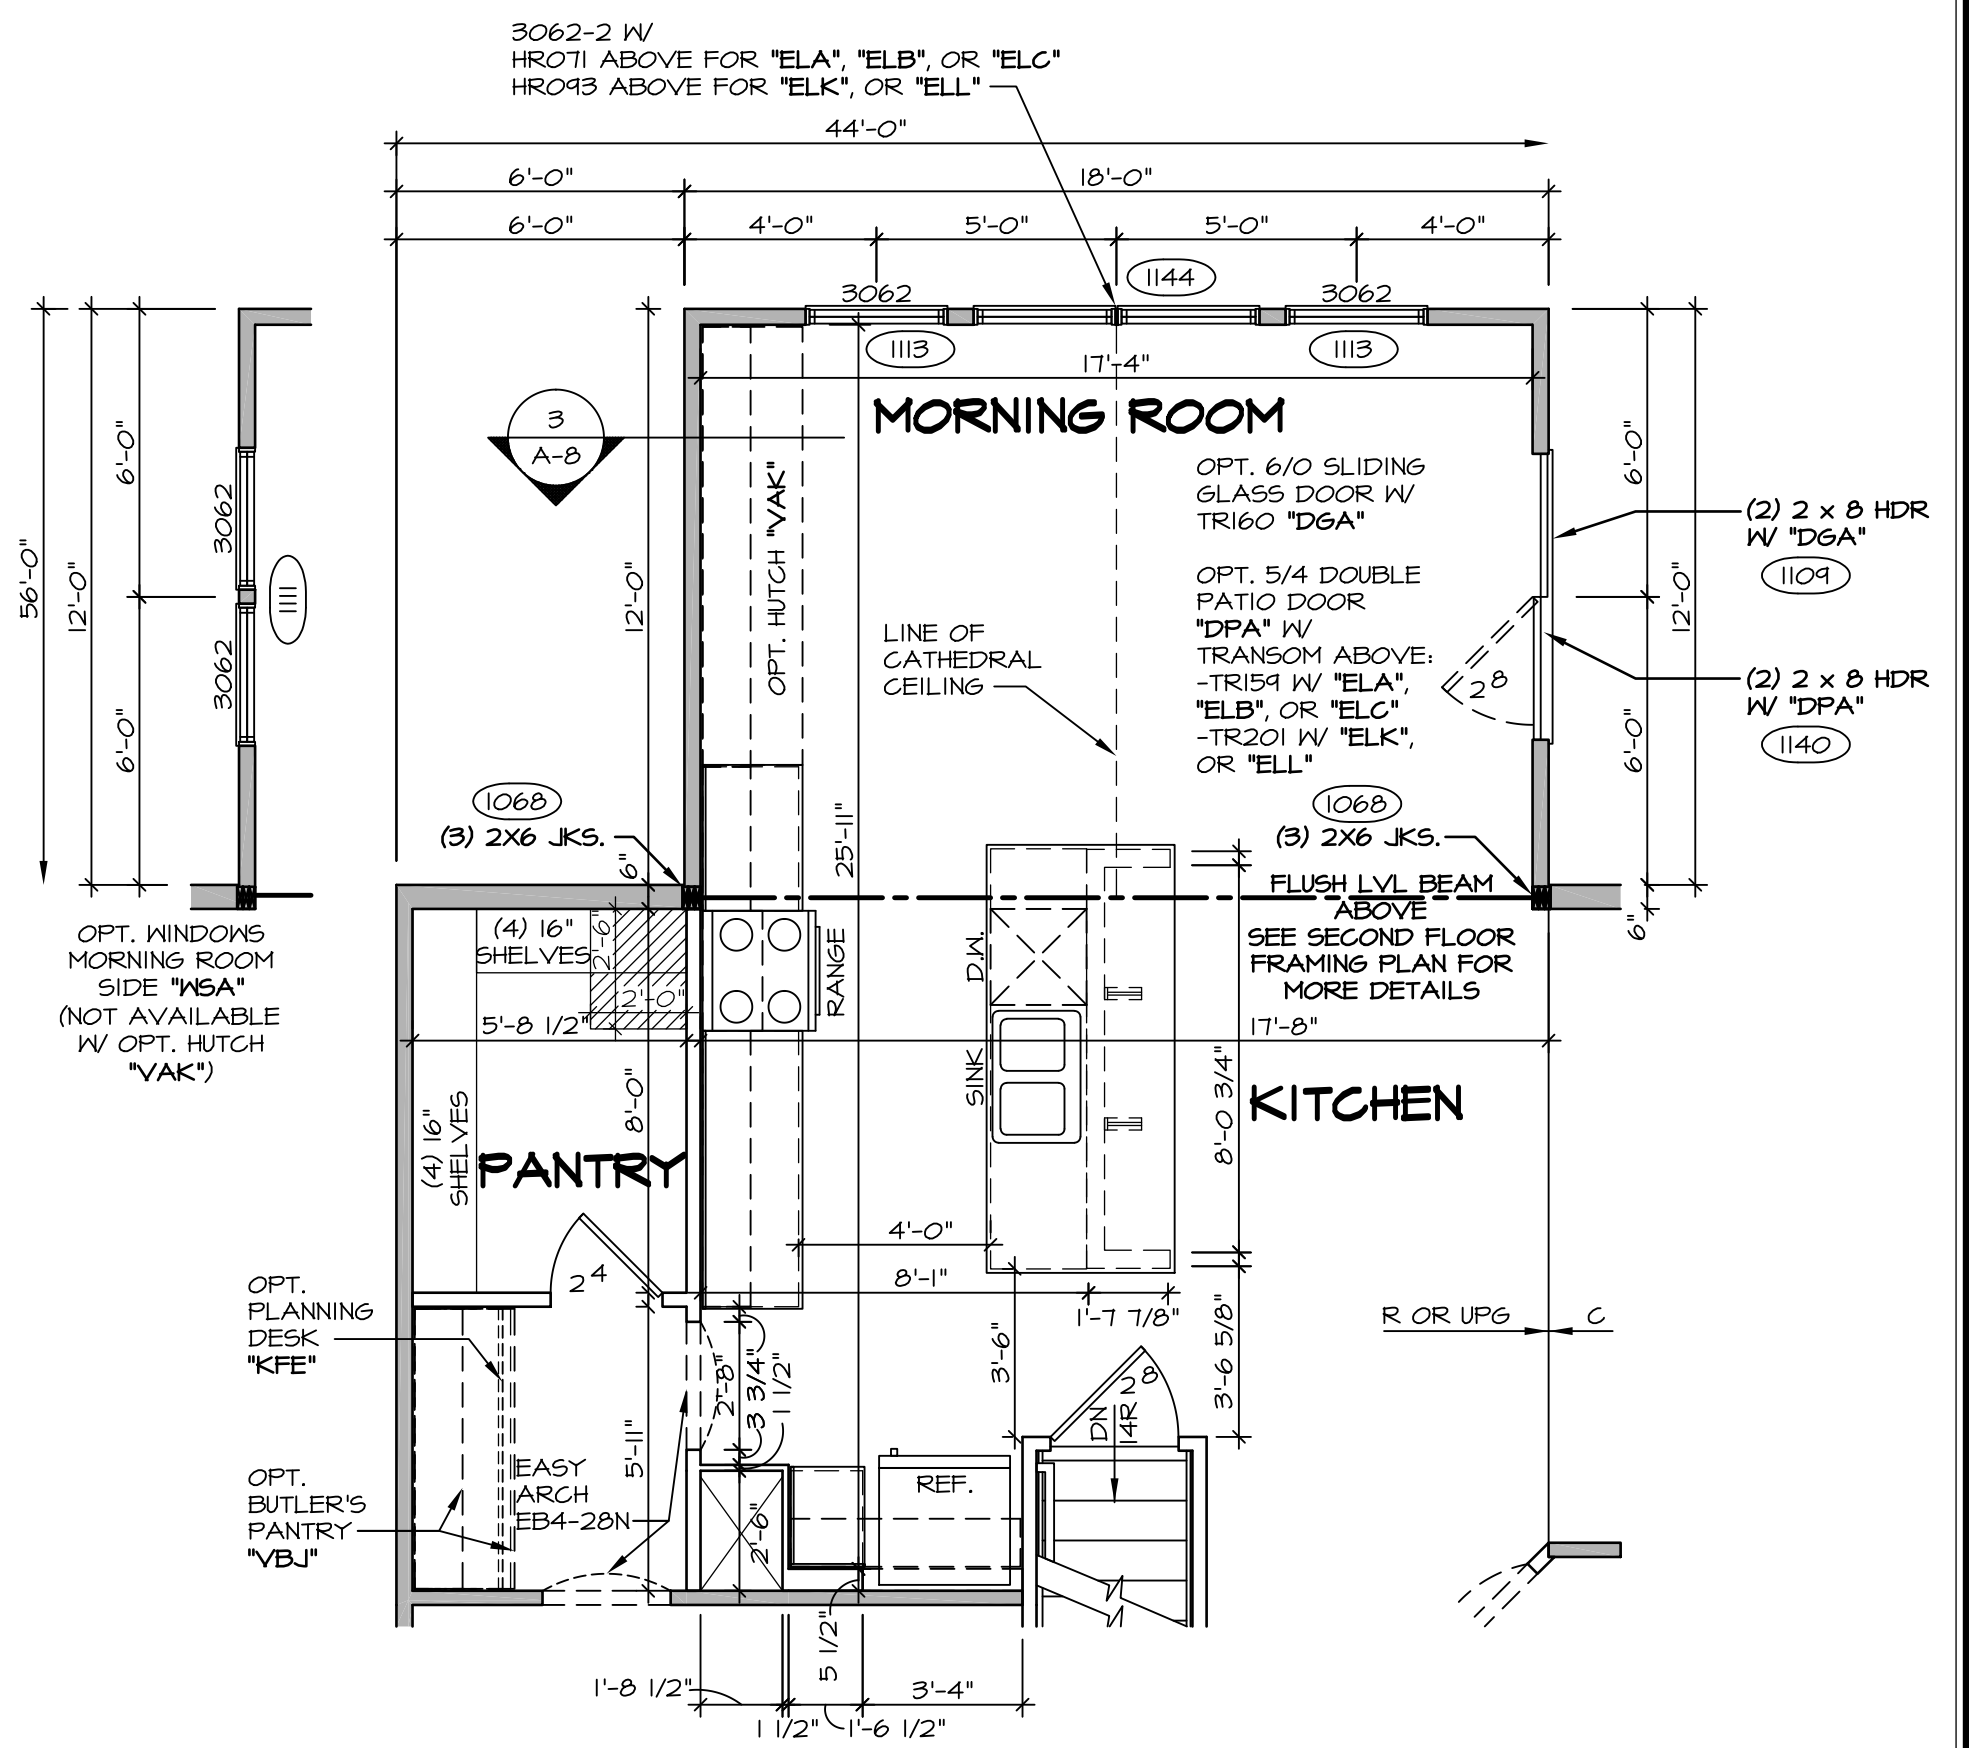 3062-2 W/
HR071 ABOVE FOR "ELA", "ELB", OR "ELC"
HR093 ABOVE FOR "ELK", OR "ELL"
44'-0"
6'-0"
18'-0"
6'-0"
4'-0"
5'-0"
5'-0"
4'-0"
1144
3062
3062
1113
1113
17'-4"
MORNING ROOM
3
A-8
56'-0"
12'-0"
6'-0"
6'-0"
3062
3062
1111
12'-0"
OPT. HUTCH "VAK"
OPT. 6/0 SLIDING
GLASS DOOR W/
TR160 "DGA"
OPT. 5/4 DOUBLE
PATIO DOOR
"DPA" W/
TRANSOM ABOVE:
-TR159 W/ "ELA",
"ELB", OR "ELC"
-TR201 W/ "ELK",
OR "ELL"
LINE OF
CATHEDRAL
CEILING
2 8
6'-0"
12'-0"
6'-0"
6"
(2) 2 x 8 HDR
W/ "DGA"
1109
(2) 2 x 8 HDR
W/ "DPA"
1140
1068
(3) 2X6 JKS.
6"
25'-11"
1068
(3) 2X6 JKS.
FLUSH LVL BEAM
ABOVE
SEE SECOND FLOOR
FRAMING PLAN FOR
MORE DETAILS
OPT. WINDOWS
MORNING ROOM
SIDE "WSA"
(NOT AVAILABLE
W/ OPT. HUTCH
"VAK")
(4) 16"
SHELVES
2'-6"
2'-0"
5'-8 1/2"
RANGE
D.W.
SINK
17'-8"
8'-0"
8'-0 3/4"
KITCHEN
(4) 16"
SHELVES
PANTRY
4'-0"
2 4
8'-1"
1'-7 7/8"
OPT.
PLANNING
DESK
"KFE"
2'-8"
3 3/4"
1 1/2"
3'-6"
3'-6 5/8"
R OR UPG
C
2 8
DN
14R
5'-11"
OPT.
BUTLER'S
PANTRY
"VBJ"
EASY
ARCH
EB4-28N
2'-6"
REF.
5 1/2"
1'-8 1/2"
3'-4"
1 1/2"
1'-6 1/2"